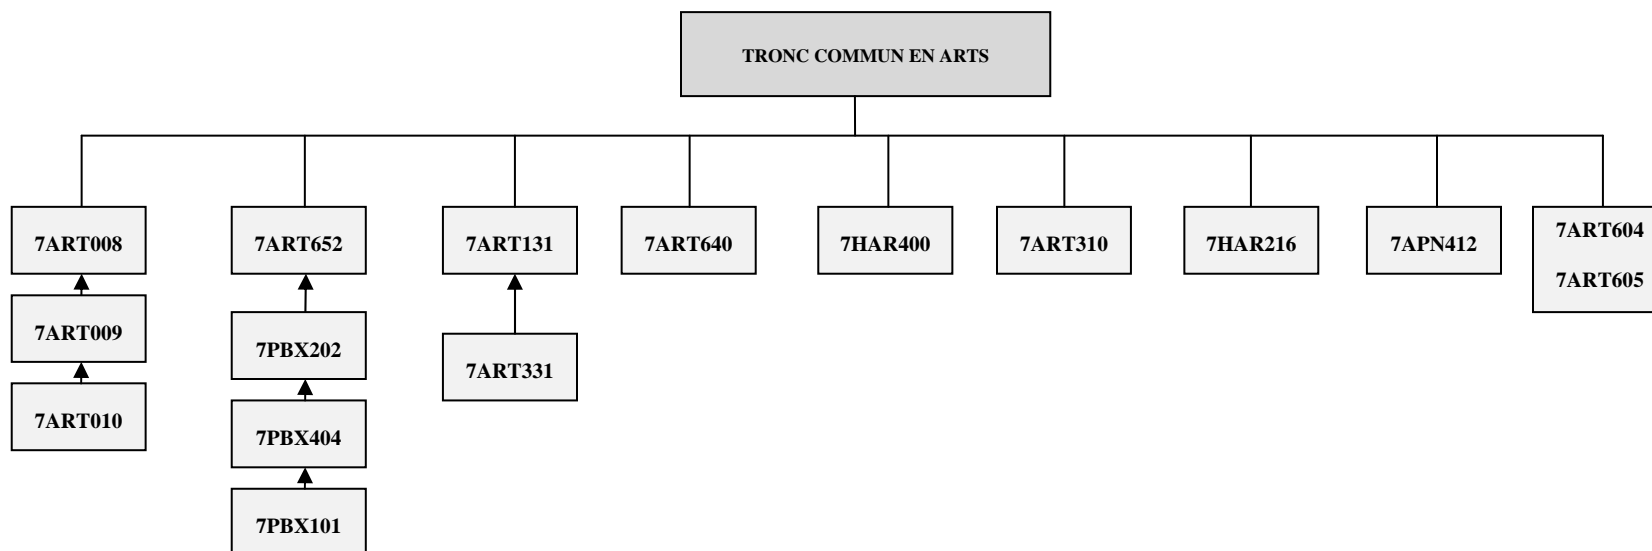 TRONC COMMUN EN ARTS
7ART008
7ART652
7ART131
7ART640
7HAR400
7ART310
7HAR216
7APN412
7ART604
7ART605
7ART009
7PBX202
7ART331
7ART010
7PBX404
7PBX101